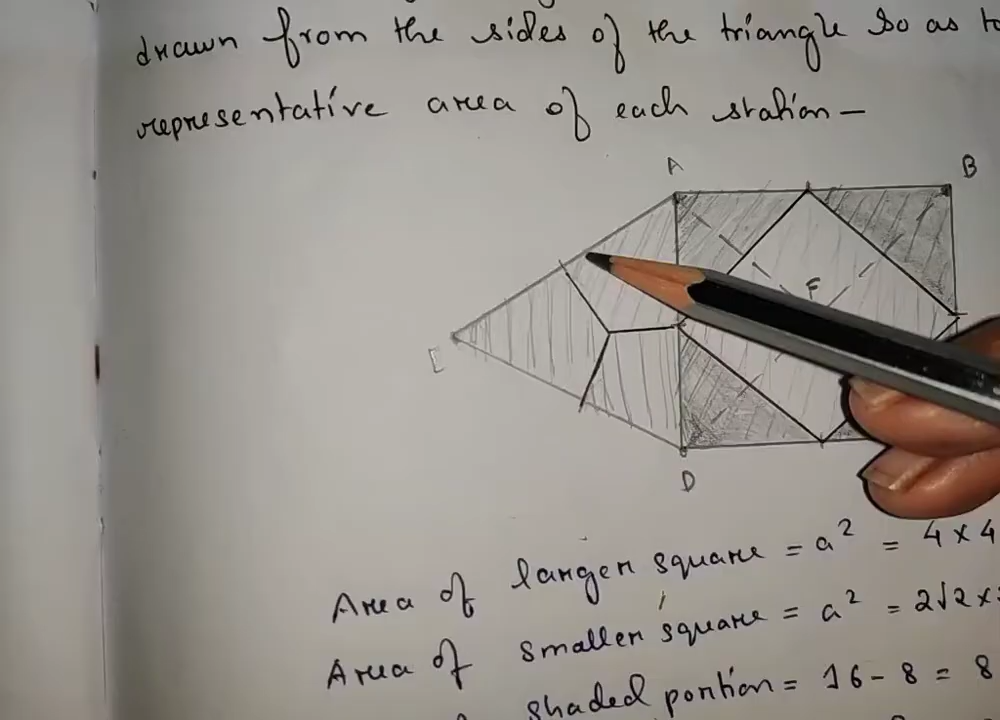 drawn from the sides of the triangle so as to
representative area of each station -
A
B
F
E
D
Area of larger square = a² = 4 × 4
Area of smaller square = a² = 2√2 ×
shaded portion = 16 - 8 = 8